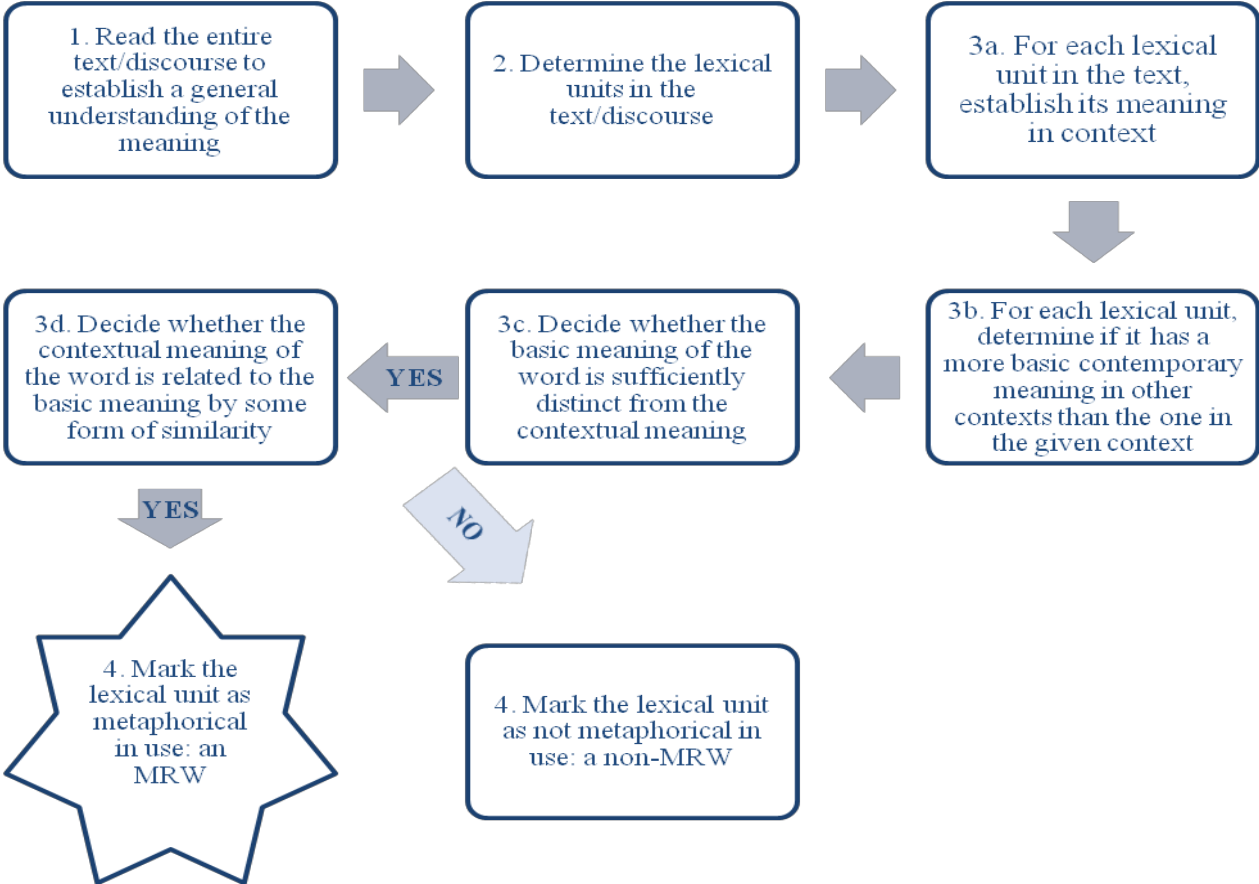 1. Read the entire
text/discourse to
establish a general
understanding of the
meaning
2. Determine the lexical
units in the
text/discourse
3a. For each lexical
unit in the text,
establish its meaning
in context
3b. For each lexical unit,
determine if it has a
more basic contemporary
meaning in other
contexts than the one in
the given context
3c. Decide whether the
basic meaning of the
word is sufficiently
distinct from the
contextual meaning
YES
3d. Decide whether the
contextual meaning of
the word is related to the
basic meaning by some
form of similarity
YES
NO
4. Mark the
lexical unit as
metaphorical
in use: an
MRW
4. Mark the lexical unit
as not metaphorical in
use: a non-MRW